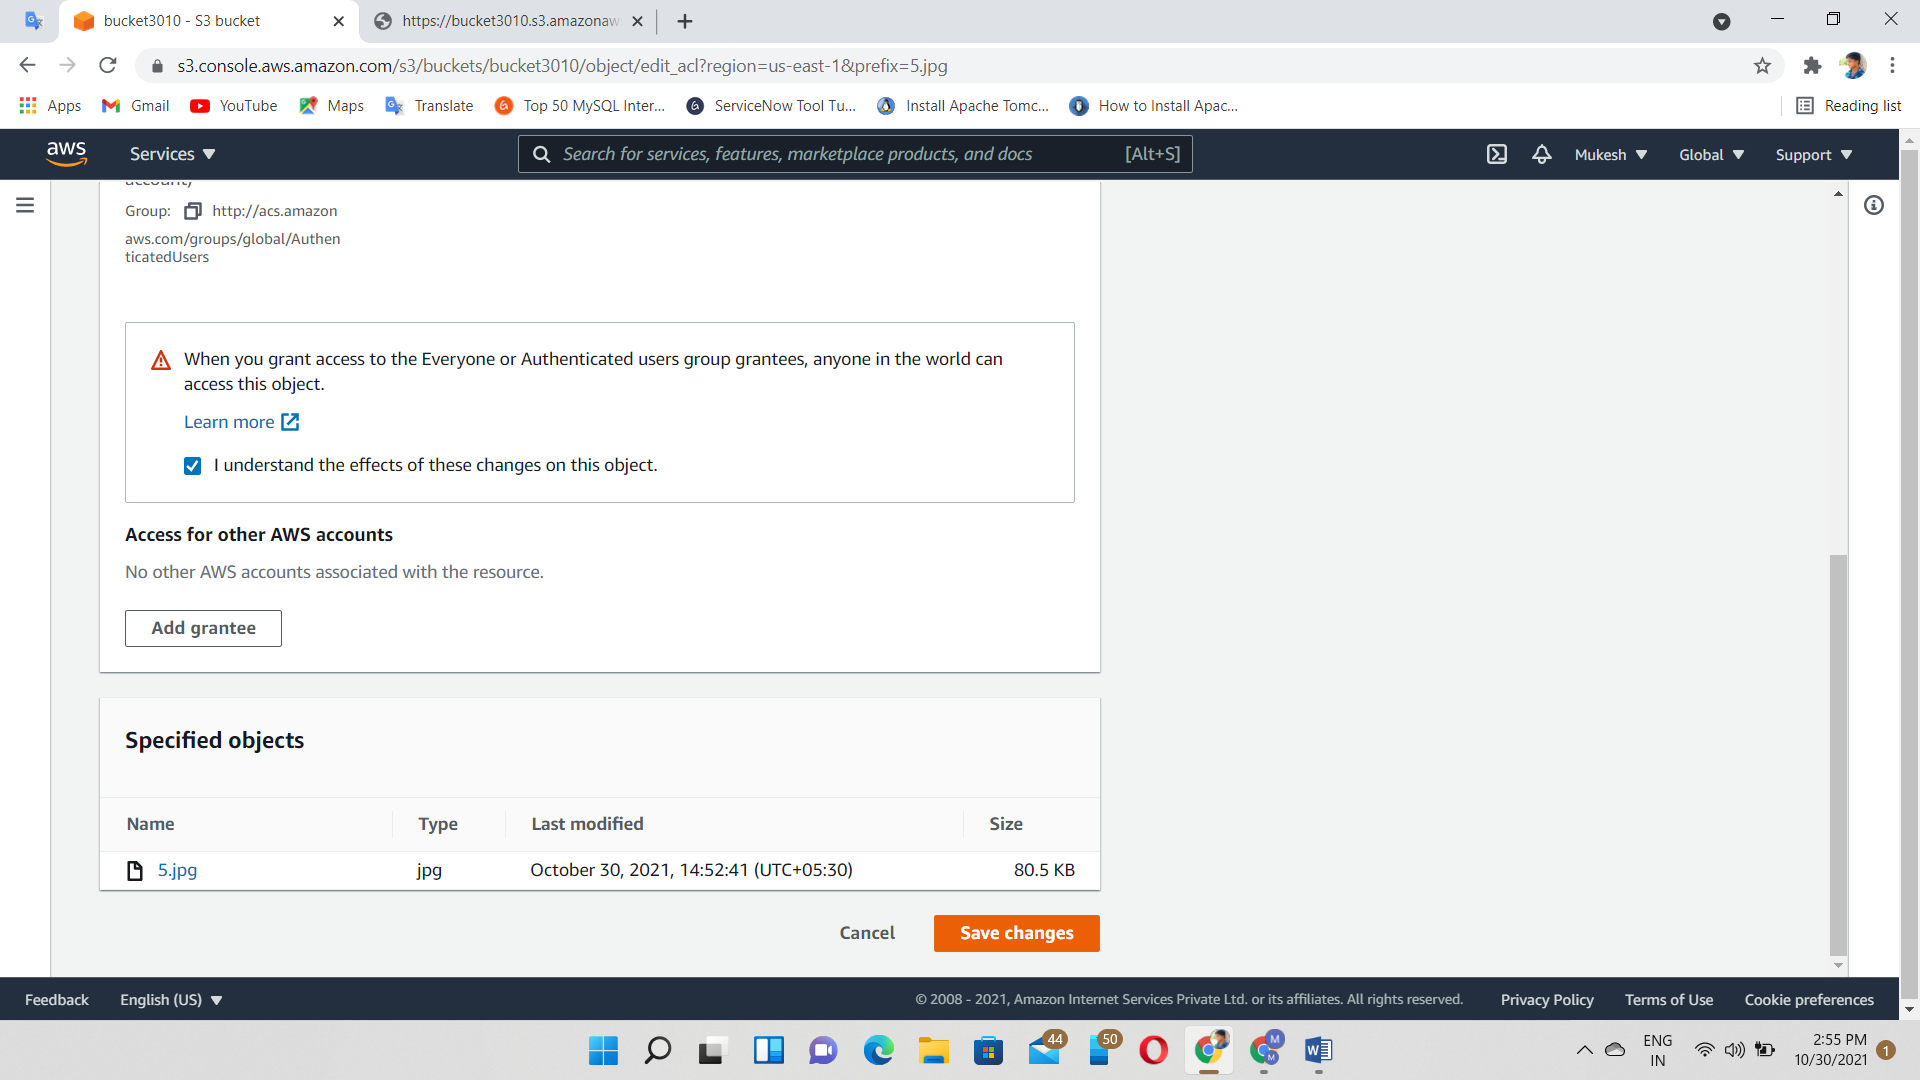 bucket3010 - S3 bucket
https://bucket3010.s3.amazonaw
s3.console.aws.amazon.com/s3/buckets/bucket3010/object/edit_acl?region=us-east-1&prefix=5.jpg
Apps
Gmail
YouTube
Maps
Translate
Top 50 MySQL Inter...
ServiceNow Tool Tu...
Install Apache Tomc...
How to Install Apac...
Reading list
aws
Services
Search for services, features, marketplace products, and docs
[Alt+S]
Mukesh
Global
Support
account)
Group: http://acs.amazon
aws.com/groups/global/Authen
ticatedUsers
When you grant access to the Everyone or Authenticated users group grantees, anyone in the world can
access this object.
Learn more
I understand the effects of these changes on this object.
Access for other AWS accounts
No other AWS accounts associated with the resource.
Add grantee
Specified objects
Name Type Last modified Size
5.jpg jpg October 30, 2021, 14:52:41 (UTC+05:30) 80.5 KB
Cancel
Save changes
Feedback
English (US)
© 2008 - 2021, Amazon Internet Services Private Ltd. or its affiliates. All rights reserved.
Privacy Policy
Terms of Use
Cookie preferences
44
50
M
M
W
ENG
IN
2:55 PM
10/30/2021
1